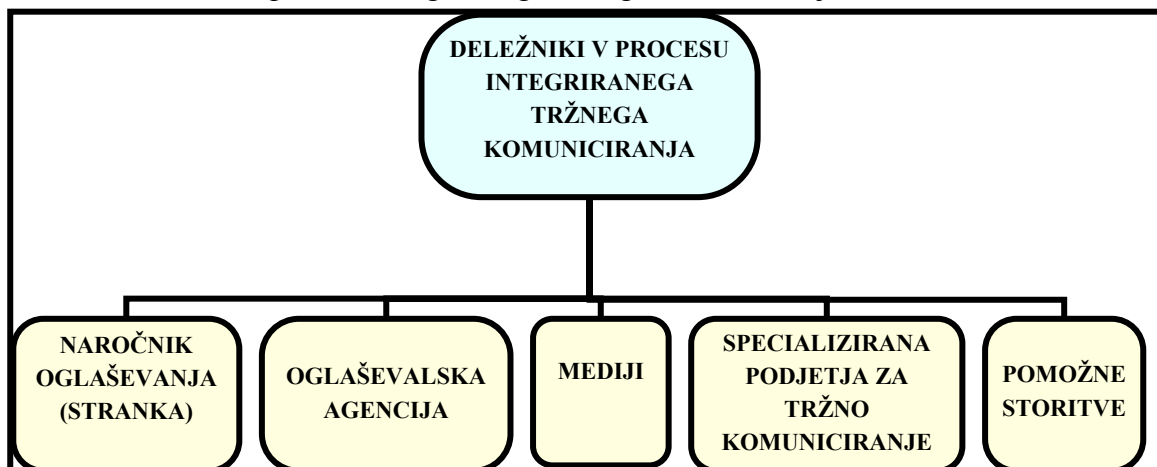 DELEŽNIKI V PROCESU
INTEGRIRANEGA
TRŽNEGA
KOMUNICIRANJA
NAROČNIK
OGLAŠEVANJA
(STRANKA)
OGLAŠEVALSKA
AGENCIJA
MEDIJI
SPECIALIZIRANA
PODJETJA ZA
TRŽNO
KOMUNICIRANJE
POMOŽNE
STORITVE